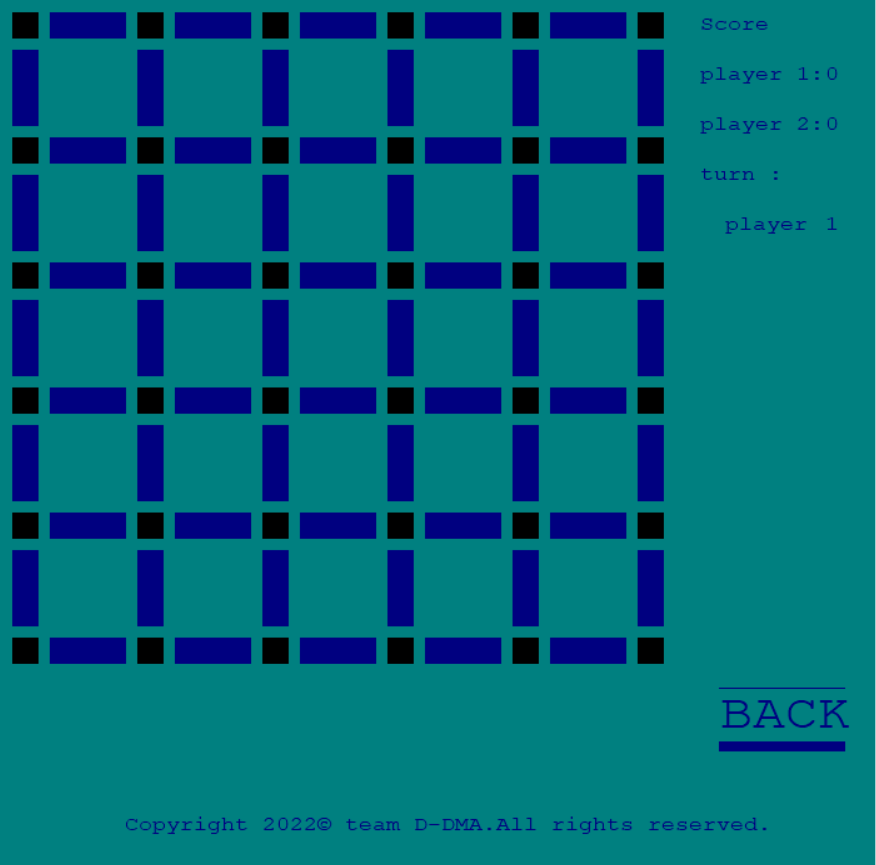 Score
player 1:0
player 2:0
turn :
player 1
BACK
Copyright 2022© team D-DMA.All rights reserved.